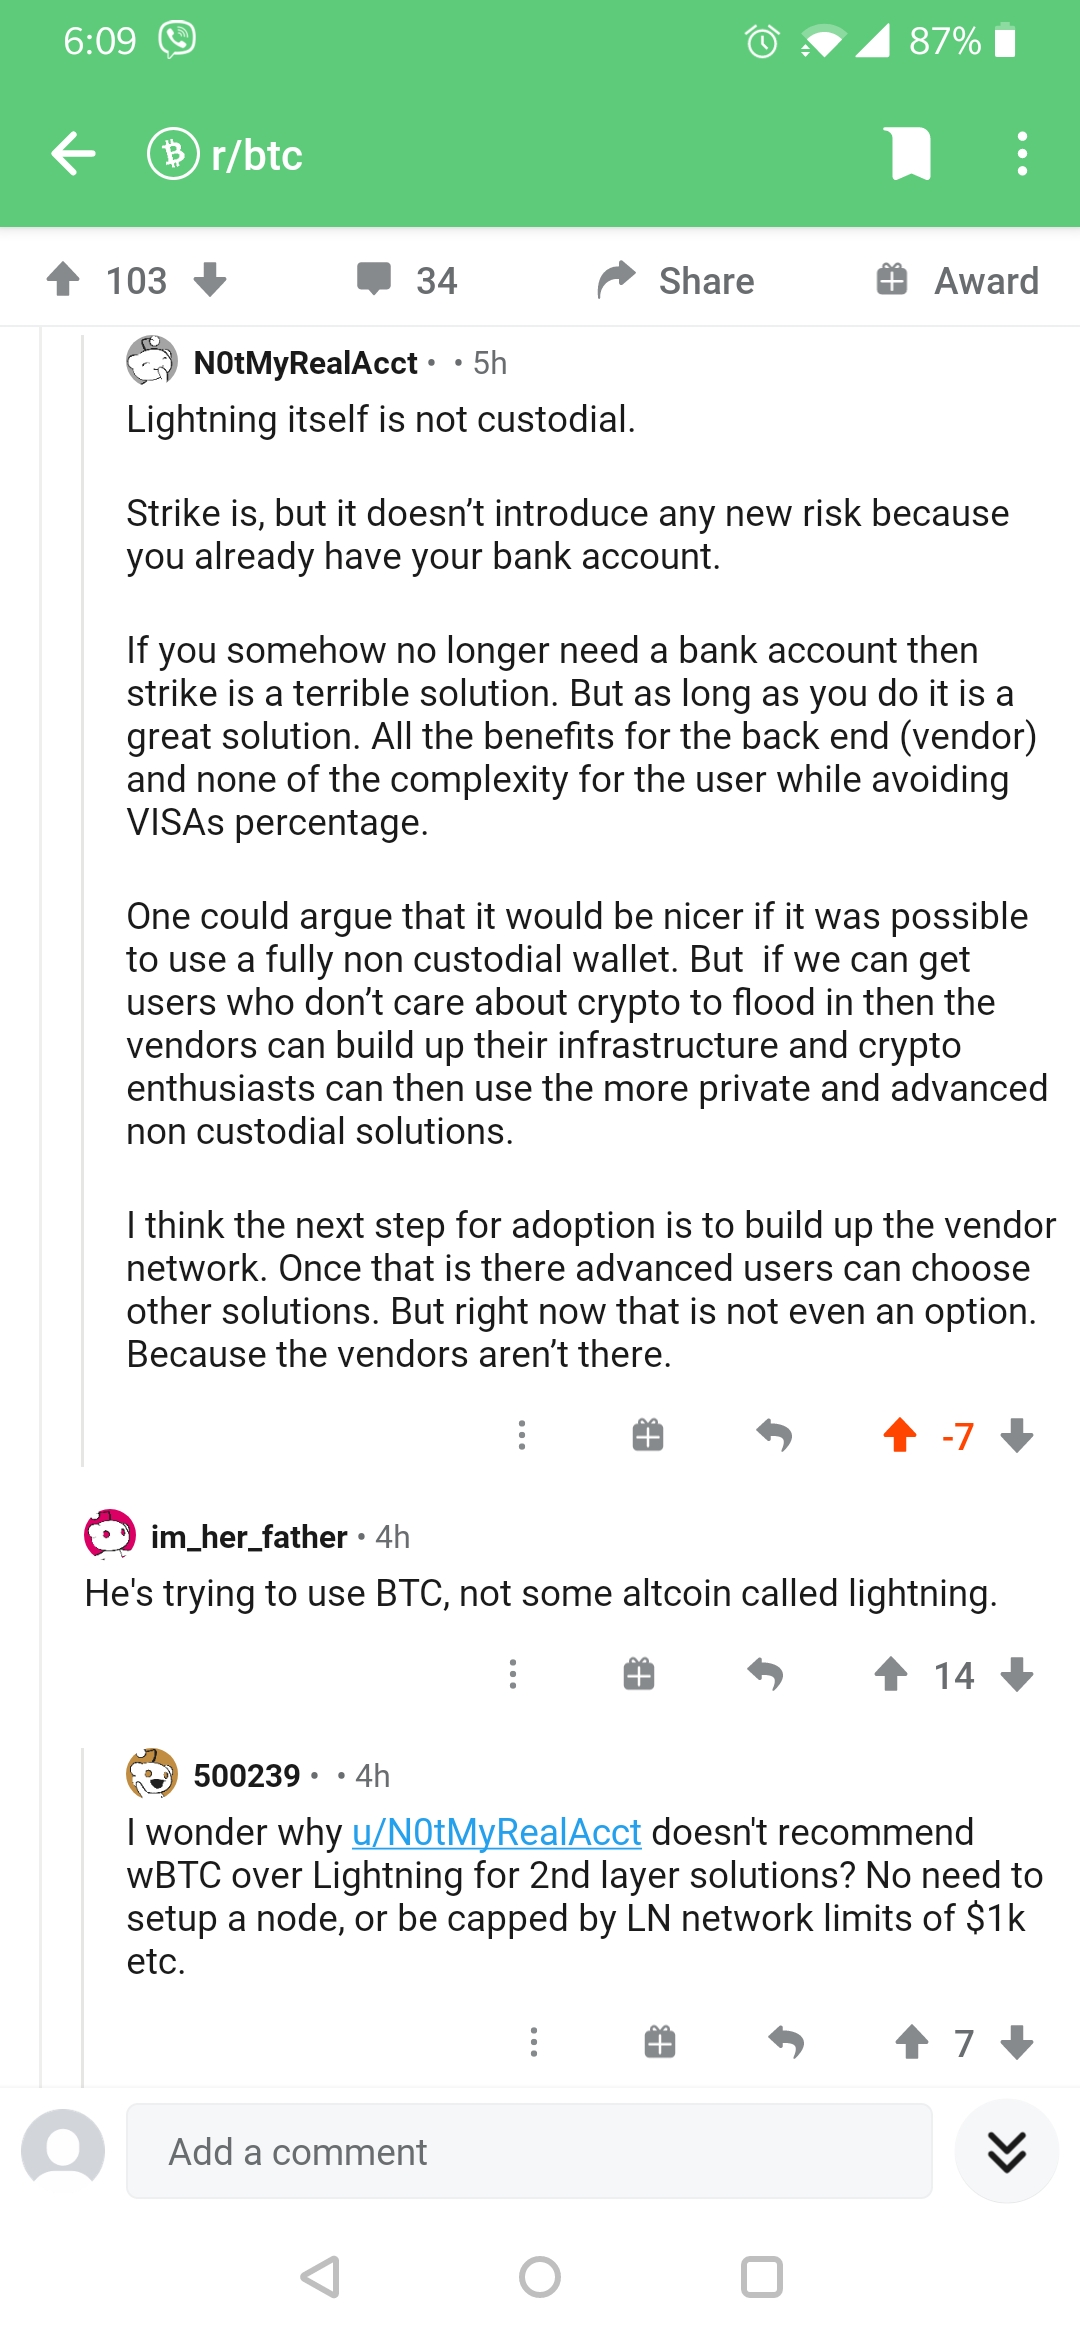 6:09
87%
r/btc
103
34
Share
Award
N0tMyRealAcct • • 5h
Lightning itself is not custodial.
Strike is, but it doesn’t introduce any new risk because
you already have your bank account.
If you somehow no longer need a bank account then
strike is a terrible solution. But as long as you do it is a
great solution. All the benefits for the back end (vendor)
and none of the complexity for the user while avoiding
VISAs percentage.
One could argue that it would be nicer if it was possible
to use a fully non custodial wallet. But  if we can get
users who don’t care about crypto to flood in then the
vendors can build up their infrastructure and crypto
enthusiasts can then use the more private and advanced
non custodial solutions.
I think the next step for adoption is to build up the vendor
network. Once that is there advanced users can choose
other solutions. But right now that is not even an option.
Because the vendors aren’t there.
-7
im_her_father • 4h
He's trying to use BTC, not some altcoin called lightning.
14
500239 • • 4h
I wonder why u/N0tMyRealAcct doesn't recommend
wBTC over Lightning for 2nd layer solutions? No need to
setup a node, or be capped by LN network limits of $1k
etc.
7
Add a comment